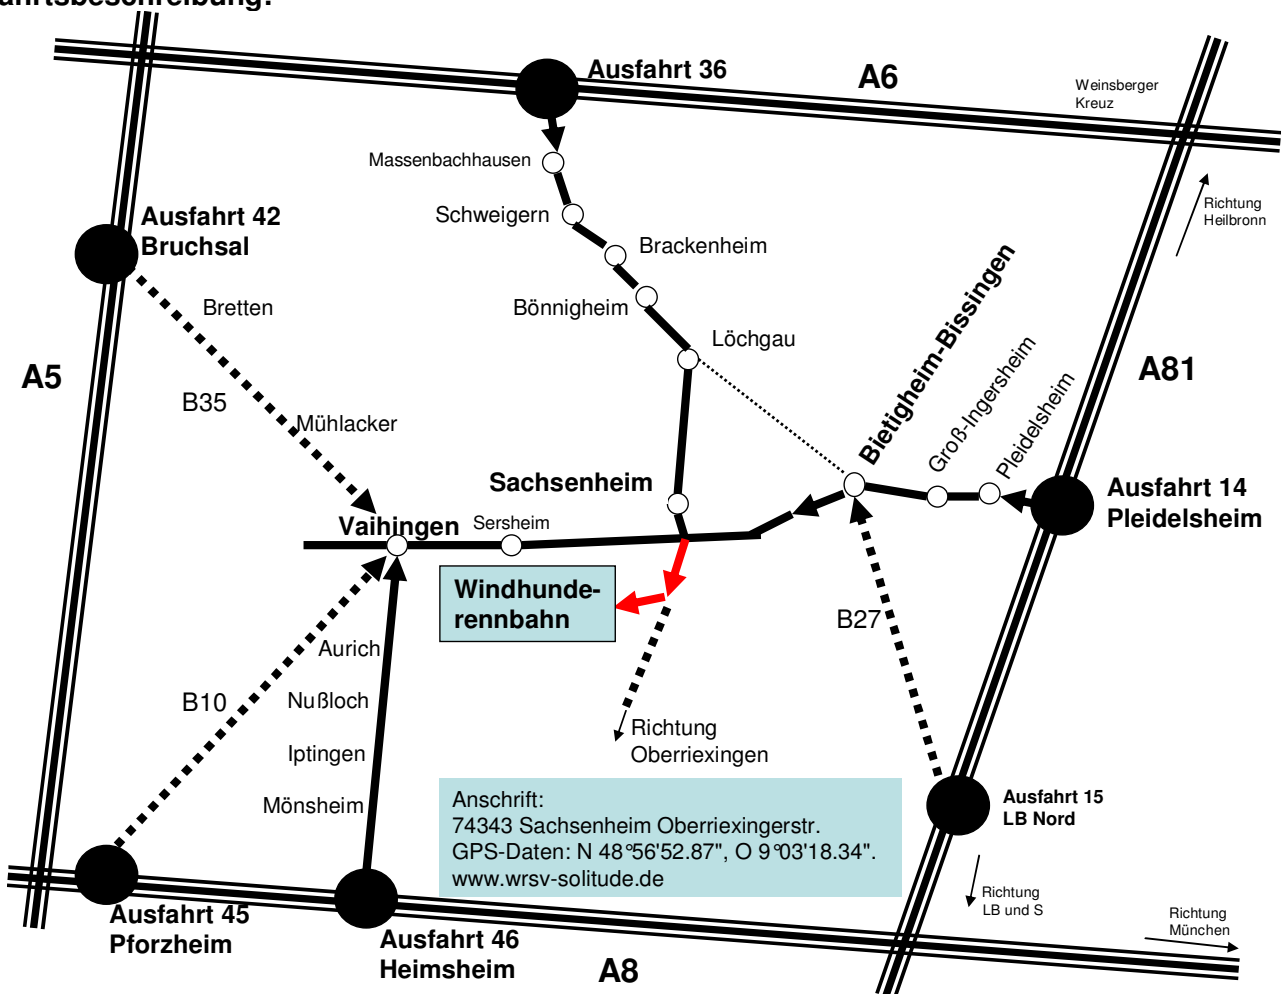 Ausfahrt 36
A6
Weinsberger
Kreuz
Massenbachhausen
Ausfahrt 42
Bruchsal
Schweigern
Richtung
Heilbronn
Brackenheim
Bretten
Bönnigheim
Löchgau
Bietigheim-Bissingen
Groß-Ingersheim
Pleidelsheim
A5
A81
B35
Mühlacker
Sachsenheim
Ausfahrt 14
Pleidelsheim
Vaihingen
Sersheim
Windhunde-
rennbahn
B27
Aurich
Nußloch
B10
Richtung
Oberriexingen
Iptingen
Mönsheim
Anschrift:
74343 Sachsenheim Oberriexingerstr.
GPS-Daten: N 48°56'52.87", O 9°03'18.34".
www.wrsv-solitude.de
Ausfahrt 15
LB Nord
Richtung
LB und S
Ausfahrt 45
Pforzheim
Richtung
München
Ausfahrt 46
Heimsheim
A8